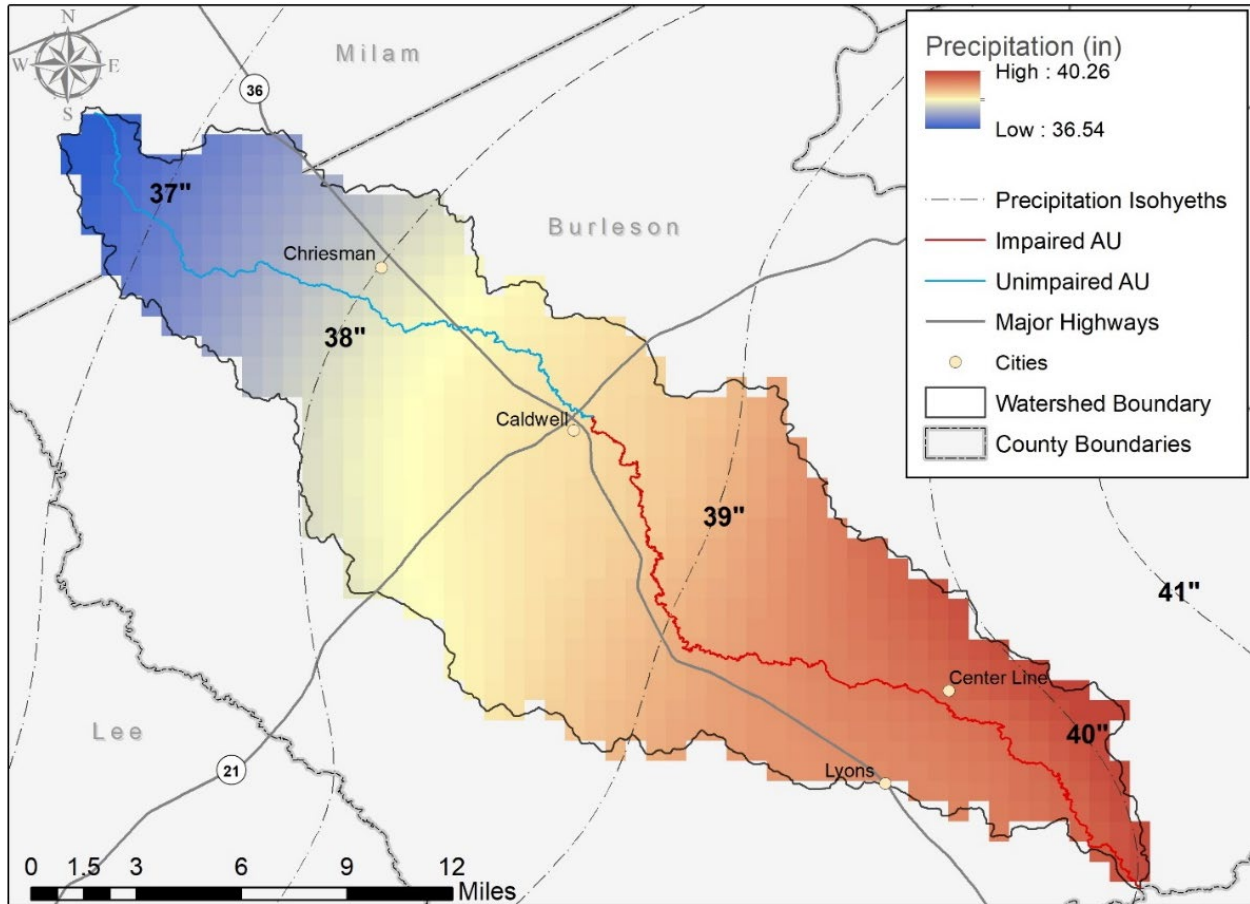 N
W E
S
Milam
36
37"
Burleson
Chriesman
38"
Caldwell
39"
41"
Center Line
40"
Lee
21
Lyons
0 1.5 3 6 9 12
Miles
Precipitation (in)
High : 40.26
Low : 36.54
Precipitation Isohyeths
Impaired AU
Unimpaired AU
Major Highways
Cities
Watershed Boundary
County Boundaries